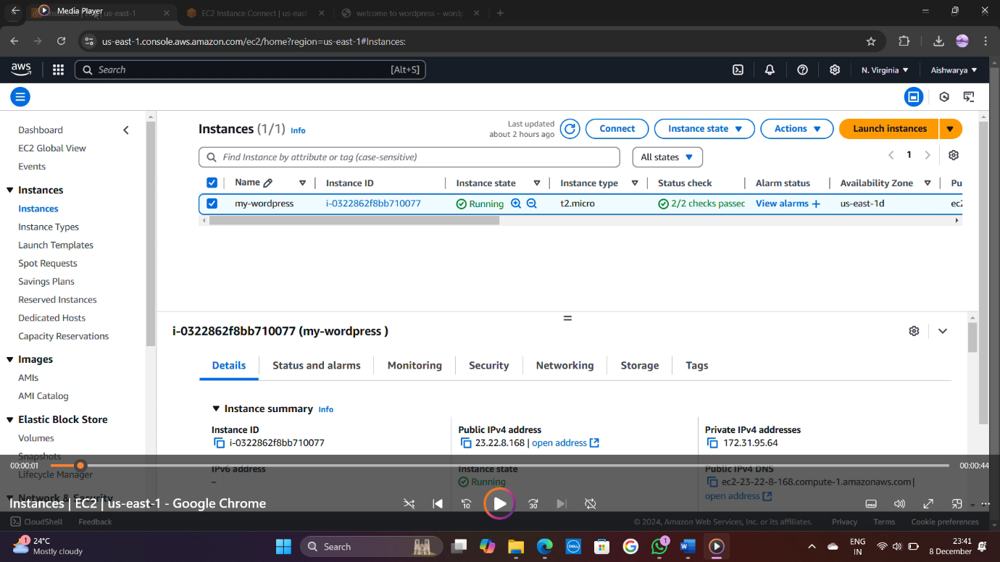 Media Player
Instances | EC2 | us-east-1
EC2 Instance Connect | us-east
welcome to wordpress – wordp
us-east-1.console.aws.amazon.com/ec2/home?region=us-east-1#Instances:
aws
Search
[Alt+S]
N. Virginia
Aishwarya
Dashboard
EC2 Global View
Events
Instances
Instances
Instance Types
Launch Templates
Spot Requests
Savings Plans
Reserved Instances
Dedicated Hosts
Capacity Reservations
Images
AMIs
AMI Catalog
Elastic Block Store
Volumes
Snapshots
Lifecycle Manager
Network & Security
Instances (1/1) Info
Last updated
about 2 hours ago
Connect
Instance state
Actions
Launch instances
Find Instance by attribute or tag (case-sensitive)
All states
1
Name
Instance ID
Instance state
Instance type
Status check
Alarm status
Availability Zone
Pu
my-wordpress
i-0322862f8bb710077
Running
t2.micro
2/2 checks passec
View alarms +
us-east-1d
ec2
i-0322862f8bb710077 (my-wordpress )
Details
Status and alarms
Monitoring
Security
Networking
Storage
Tags
Instance summary Info
Instance ID
i-0322862f8bb710077
Public IPv4 address
23.22.8.168 | open address
Private IPv4 addresses
172.31.95.64
IPv6 address
–
Instance state
Running
Public IPv4 DNS
ec2-23-22-8-168.compute-1.amazonaws.com |
open address
00:00:01
00:00:44
Instances | EC2 | us-east-1 - Google Chrome
10
30
CloudShell
Feedback
© 2024, Amazon Web Services, Inc. or its affiliates.
Privacy
Terms
Cookie preferences
1
24°C
Mostly cloudy
Search
DELL
1
ENG
IN
23:41
8 December